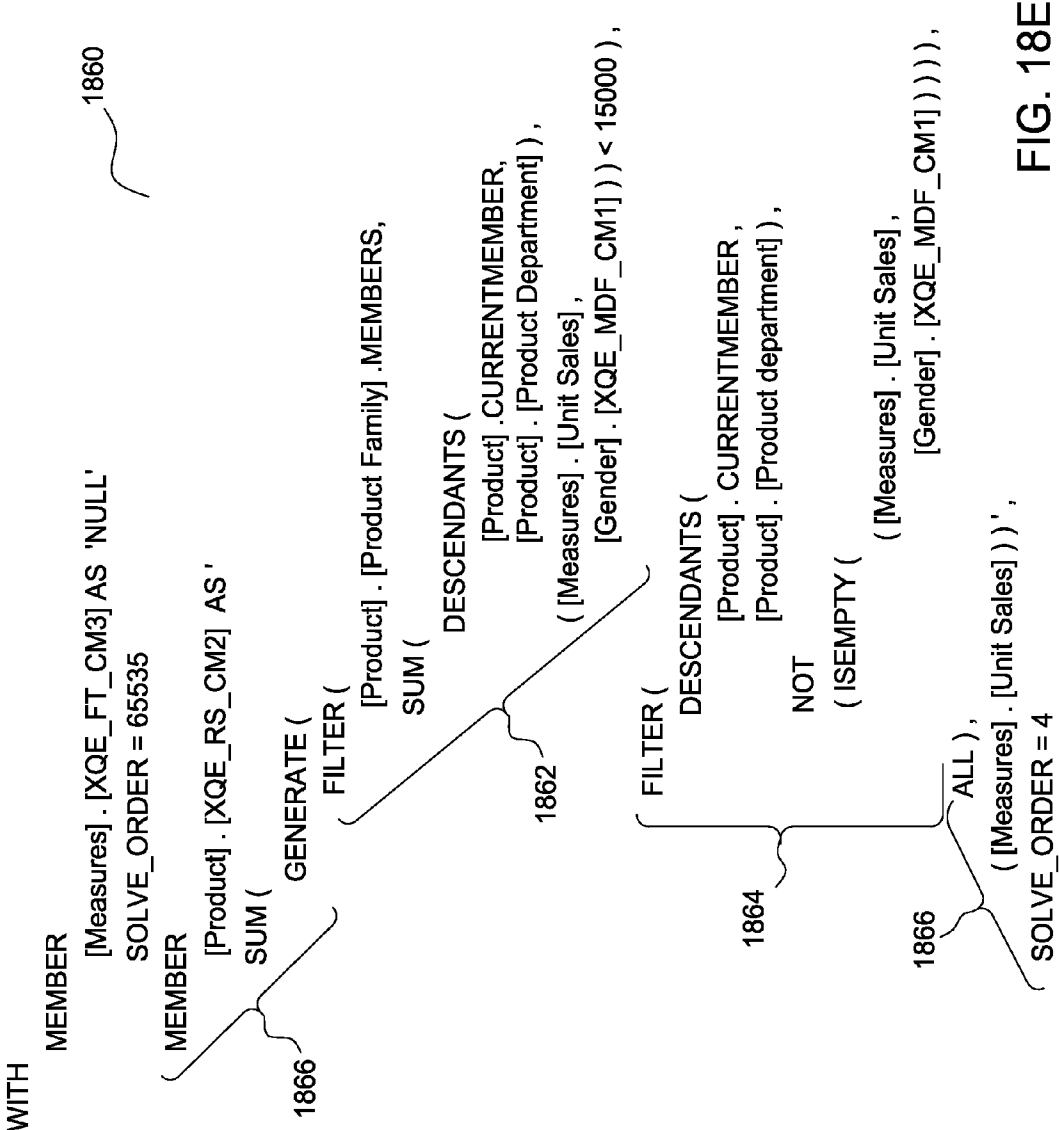 WITH
MEMBER
[Measures] . [XQE_FT_CM3] AS 'NULL'
SOLVE_ORDER = 65535
MEMBER
[Product] . [XQE_RS_CM2] AS '
SUM (
GENERATE (
FILTER (
[Product] . [Product Family] .MEMBERS,
SUM (
DESCENDANTS (
[Product] .CURRENTMEMBER,
[Product] . [Product Department] ) ,
( [Measures] . [Unit Sales] ,
[Gender] . [XQE_MDF_CM1] ) ) < 15000 ) ,
FILTER (
DESCENDANTS (
[Product] . CURRENTMEMBER ,
[Product] . [Product department] ) ,
NOT
( ISEMPTY (
( [Measures] . [Unit Sales] ,
[Gender] . [XQE_MDF_CM1] ) ) ) ) ,
ALL ) ,
( [Measures] . [Unit Sales] ) ) ' ,
SOLVE_ORDER = 4
1860
1866
1862
1864
1866
FIG. 18E